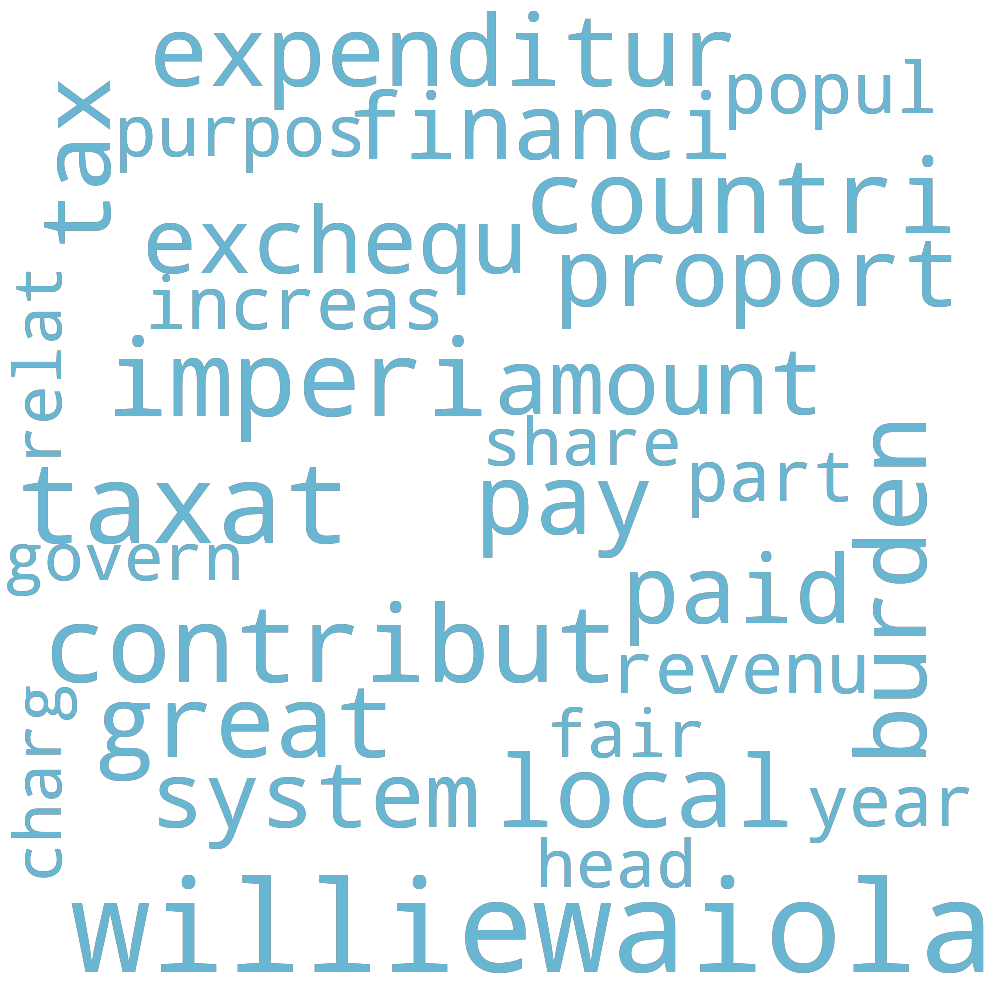 expenditur
popul
tax
purpos
financi
countri
exchequ
proport
relat
increas
imperi
amount
share
part
burden
taxat
pay
govern
paid
contribut
revenu
charg
great
fair
system
local
year
head
williewaiola